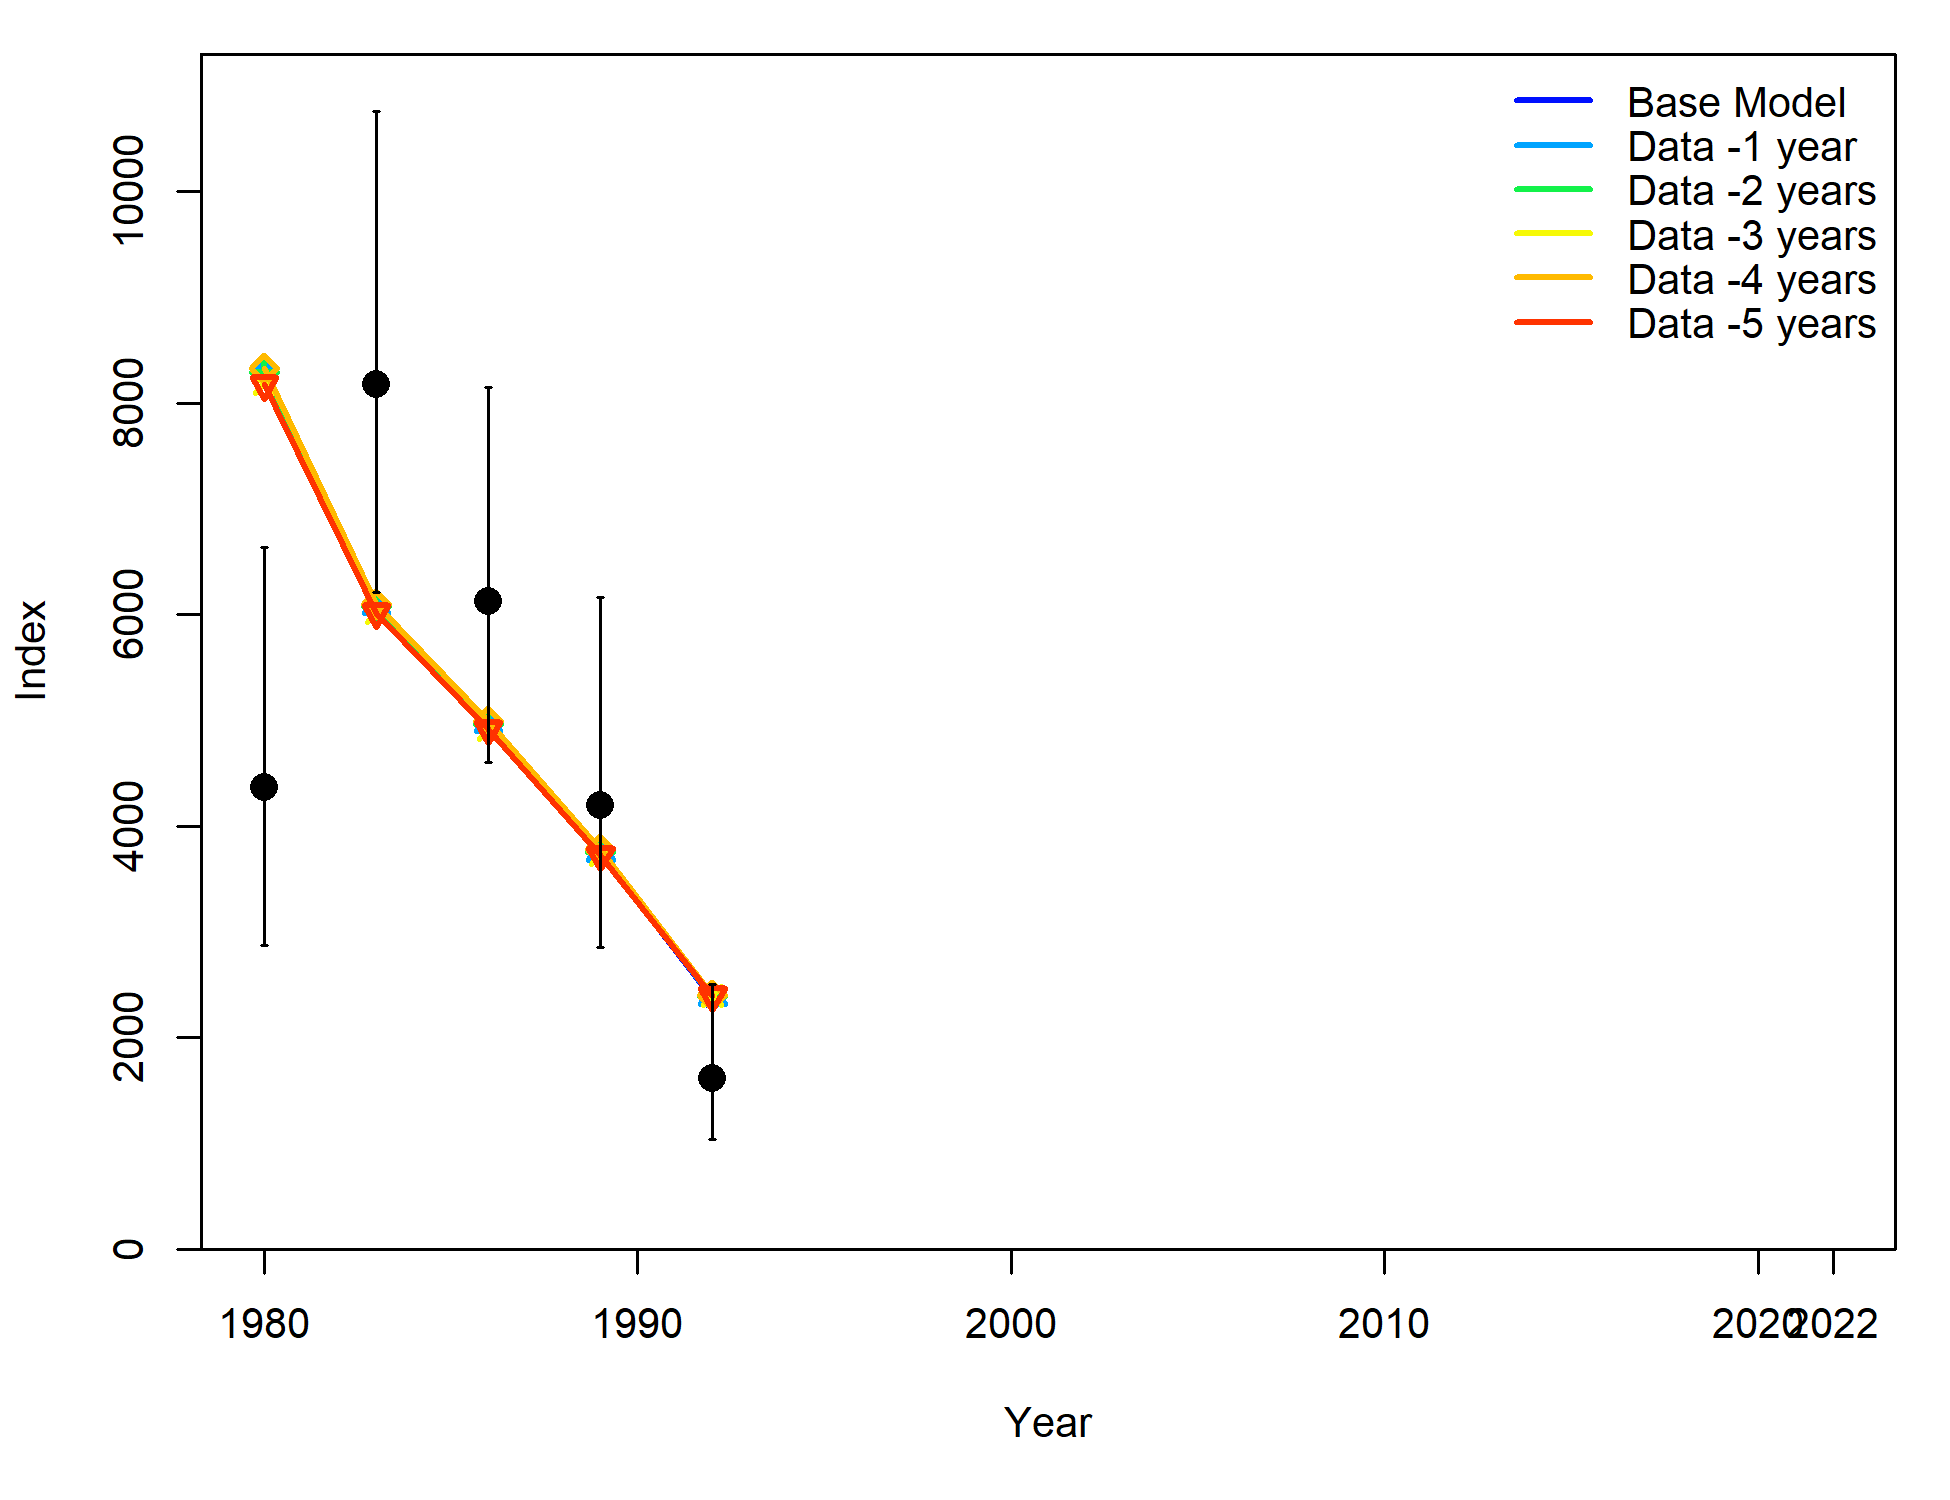 Base Model
Data -1 year
Data -2 years
Data -3 years
Data -4 years
Data -5 years
10000
8000
6000
4000
2000
0
Index
1980 1990 2000 2010 2020 2022
Year